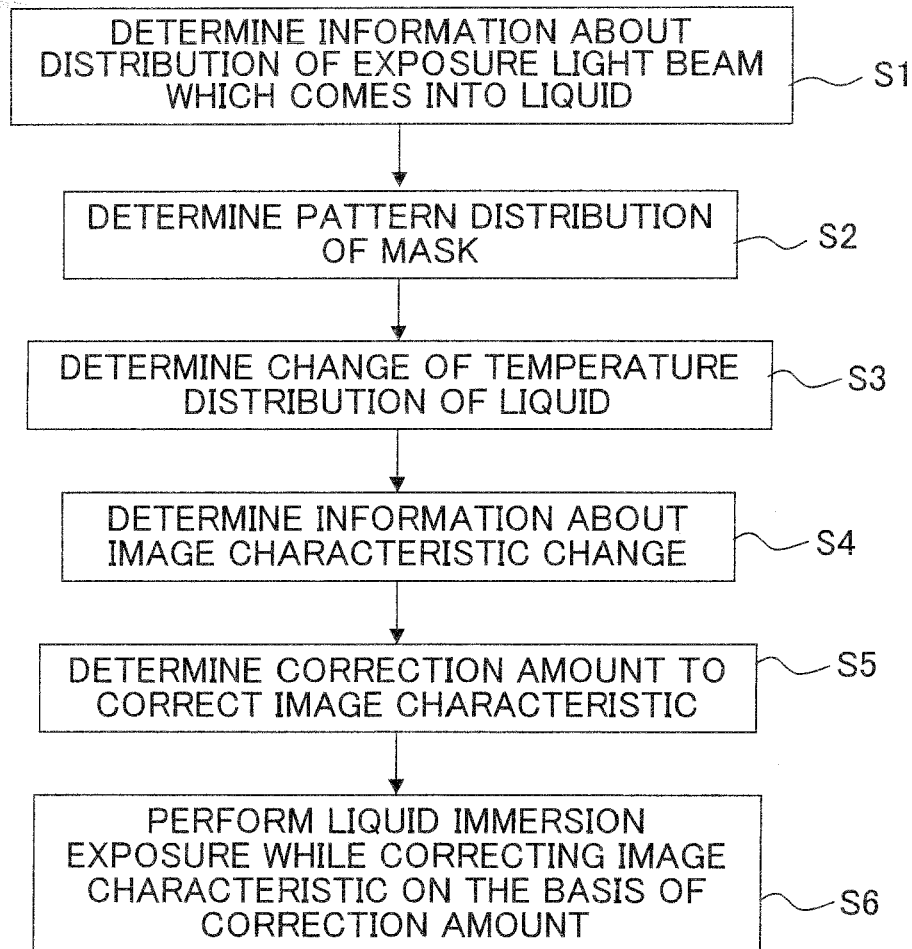 DETERMINE INFORMATION ABOUT
DISTRIBUTION OF EXPOSURE LIGHT BEAM
WHICH COMES INTO LIQUID
S1
DETERMINE PATTERN DISTRIBUTION
OF MASK
S2
DETERMINE CHANGE OF TEMPERATURE
DISTRIBUTION OF LIQUID
S3
DETERMINE INFORMATION ABOUT
IMAGE CHARACTERISTIC CHANGE
S4
DETERMINE CORRECTION AMOUNT TO
CORRECT IMAGE CHARACTERISTIC
S5
PERFORM LIQUID IMMERSION
EXPOSURE WHILE CORRECTING IMAGE
CHARACTERISTIC ON THE BASIS OF
CORRECTION AMOUNT
S6